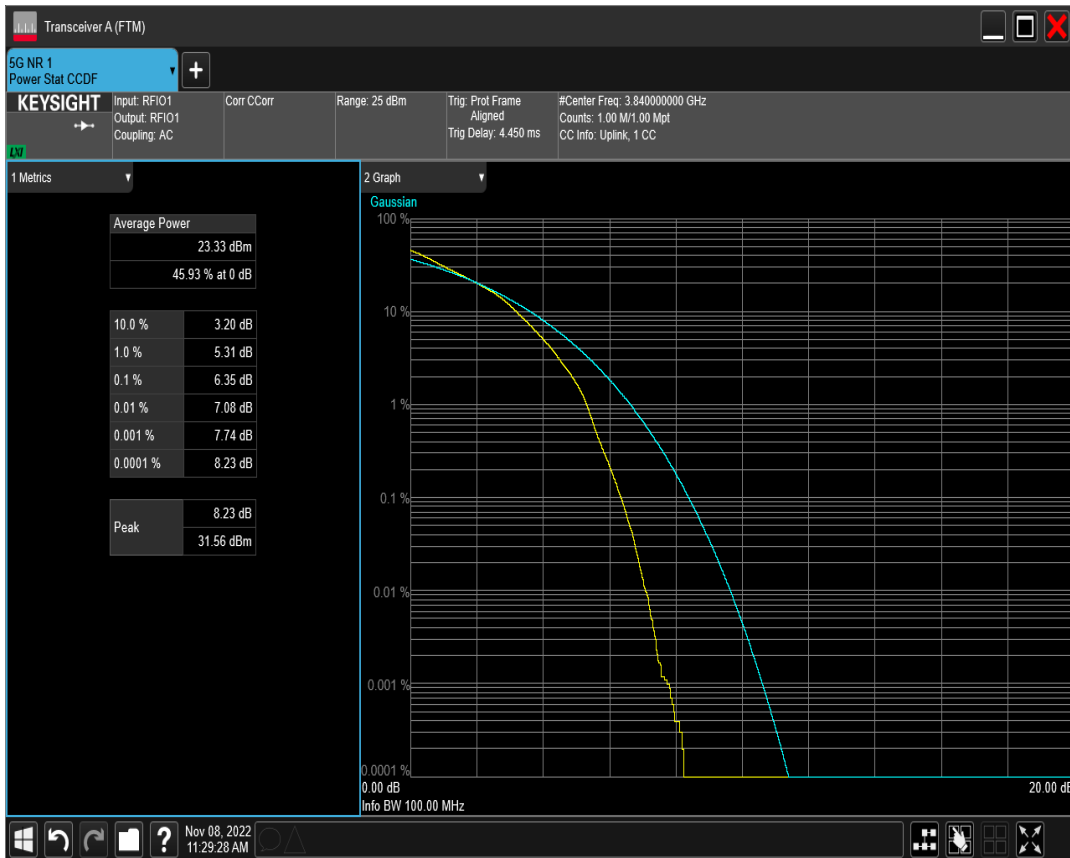 Transceiver A (FTM)
5G NR 1
Power Stat CCDF
+
KEYSIGHT
LXI
Input: RFIO1
Output: RFIO1
Coupling: AC
Corr CCorr
Range: 25 dBm
Trig: Prot Frame
Aligned
Trig Delay: 4.450 ms
#Center Freq: 3.840000000 GHz
Counts: 1.00 M/1.00 Mpt
CC Info: Uplink, 1 CC
1 Metrics
Average Power
23.33 dBm
45.93 % at 0 dB
10.0 % 3.20 dB
1.0 % 5.31 dB
0.1 % 6.35 dB
0.01 % 7.08 dB
0.001 % 7.74 dB
0.0001 % 8.23 dB
Peak 8.23 dB
31.56 dBm
2 Graph
Gaussian
100 %
10 %
1 %
0.1 %
0.01 %
0.001 %
0.0001 %
0.00 dB 20.00 dB
Info BW 100.00 MHz
?
Nov 08, 2022
11:29:28 AM